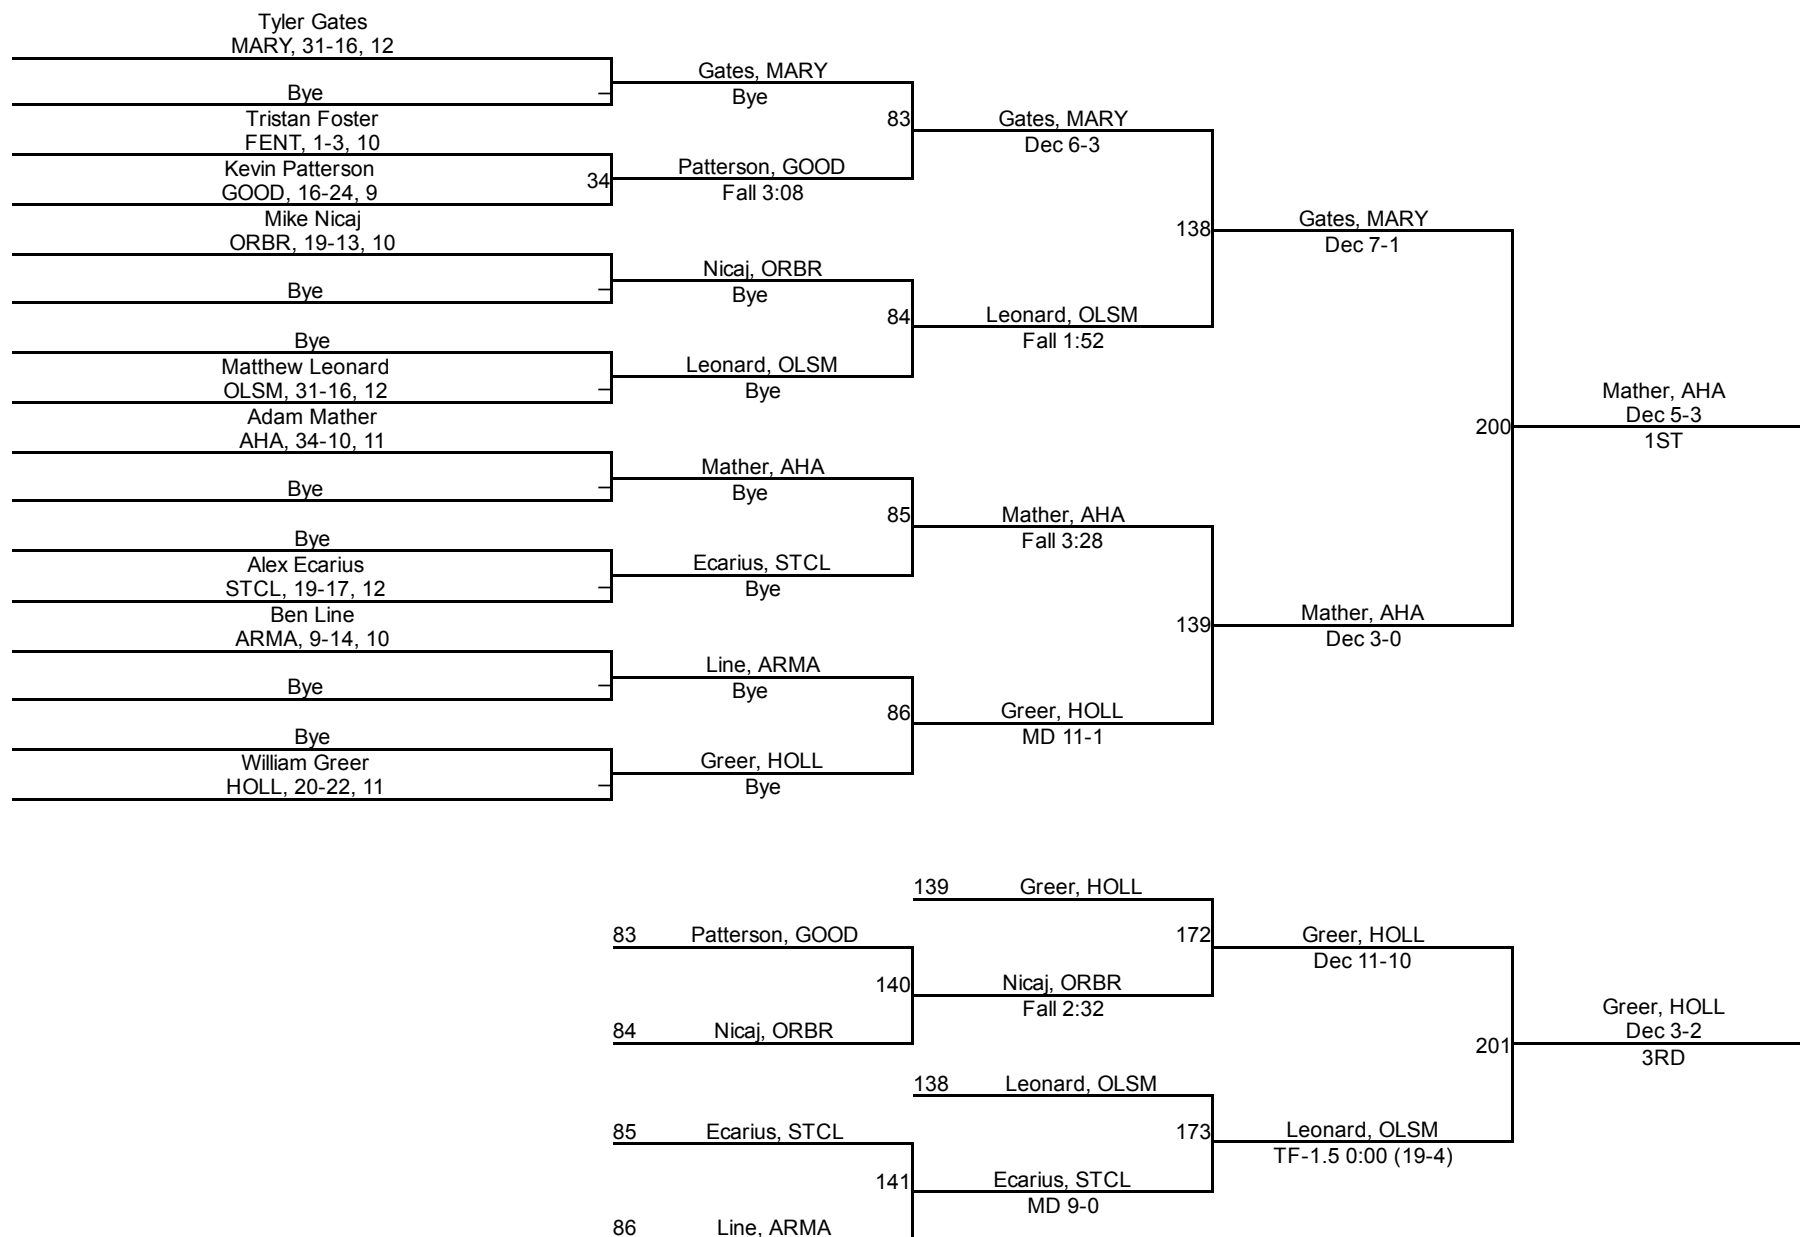 Tyler Gates
MARY, 31-16, 12
Bye
Gates, MARY
Bye
Tristan Foster
FENT, 1-3, 10
Kevin Patterson
GOOD, 16-24, 9
34
Patterson, GOOD
Fall 3:08
83
Gates, MARY
Dec 6-3
Mike Nicaj
ORBR, 19-13, 10
Bye
Nicaj, ORBR
Bye
Bye
Matthew Leonard
OLSM, 31-16, 12
Leonard, OLSM
Bye
84
Leonard, OLSM
Fall 1:52
138
Gates, MARY
Dec 7-1
Adam Mather
AHA, 34-10, 11
Bye
Mather, AHA
Bye
Bye
Alex Ecarius
STCL, 19-17, 12
Ecarius, STCL
Bye
85
Mather, AHA
Fall 3:28
Ben Line
ARMA, 9-14, 10
Bye
Line, ARMA
Bye
Bye
William Greer
HOLL, 20-22, 11
Greer, HOLL
Bye
86
Greer, HOLL
MD 11-1
139
Mather, AHA
Dec 3-0
200
Mather, AHA
Dec 5-3
1ST
139
Greer, HOLL
83
Patterson, GOOD
84
Nicaj, ORBR
140
Nicaj, ORBR
Fall 2:32
172
Greer, HOLL
Dec 11-10
138
Leonard, OLSM
85
Ecarius, STCL
86
Line, ARMA
141
Ecarius, STCL
MD 9-0
173
Leonard, OLSM
TF-1.5 0:00 (19-4)
201
Greer, HOLL
Dec 3-2
3RD